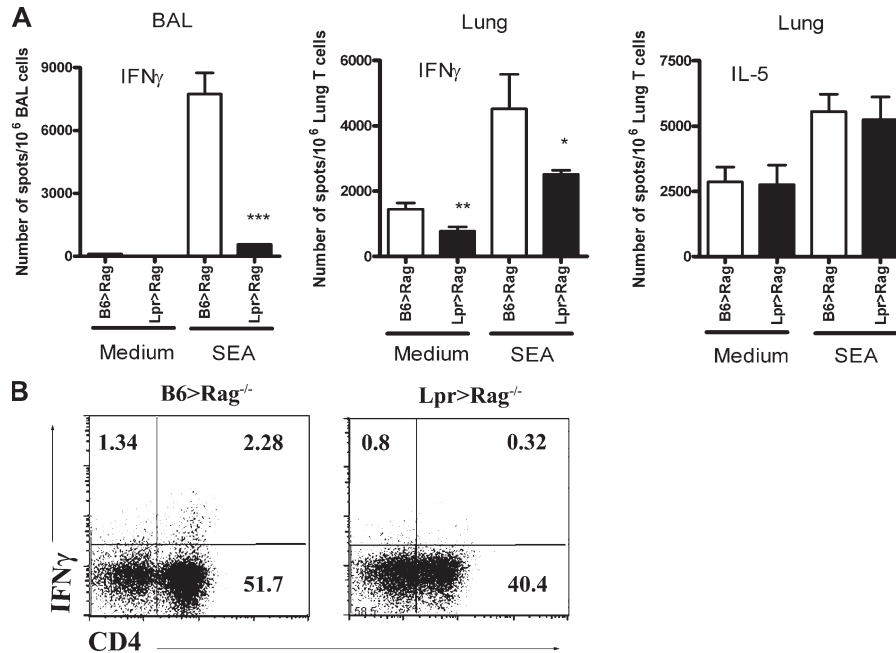 A
BAL
Lung
Lung
Number of spots/10⁶ BAL cells
9000
6000
3000
0
IFNγ
***
B6>Rag
Lpr>Rag
B6>Rag
Lpr>Rag
Medium
SEA
Number of spots/10⁶ Lung T cells
6000
4000
2000
0
IFNγ
**
*
B6>Rag
Lpr>Rag
B6>Rag
Lpr>Rag
Medium
SEA
Number of spots/10⁶ Lung T cells
7500
5000
2500
0
IL-5
B6>Rag
Lpr>Rag
B6>Rag
Lpr>Rag
Medium
SEA
B
B6>Rag⁻/⁻
Lpr>Rag⁻/⁻
1.34
2.28
51.7
0.8
0.32
40.4
58.5
IFNγ
CD4